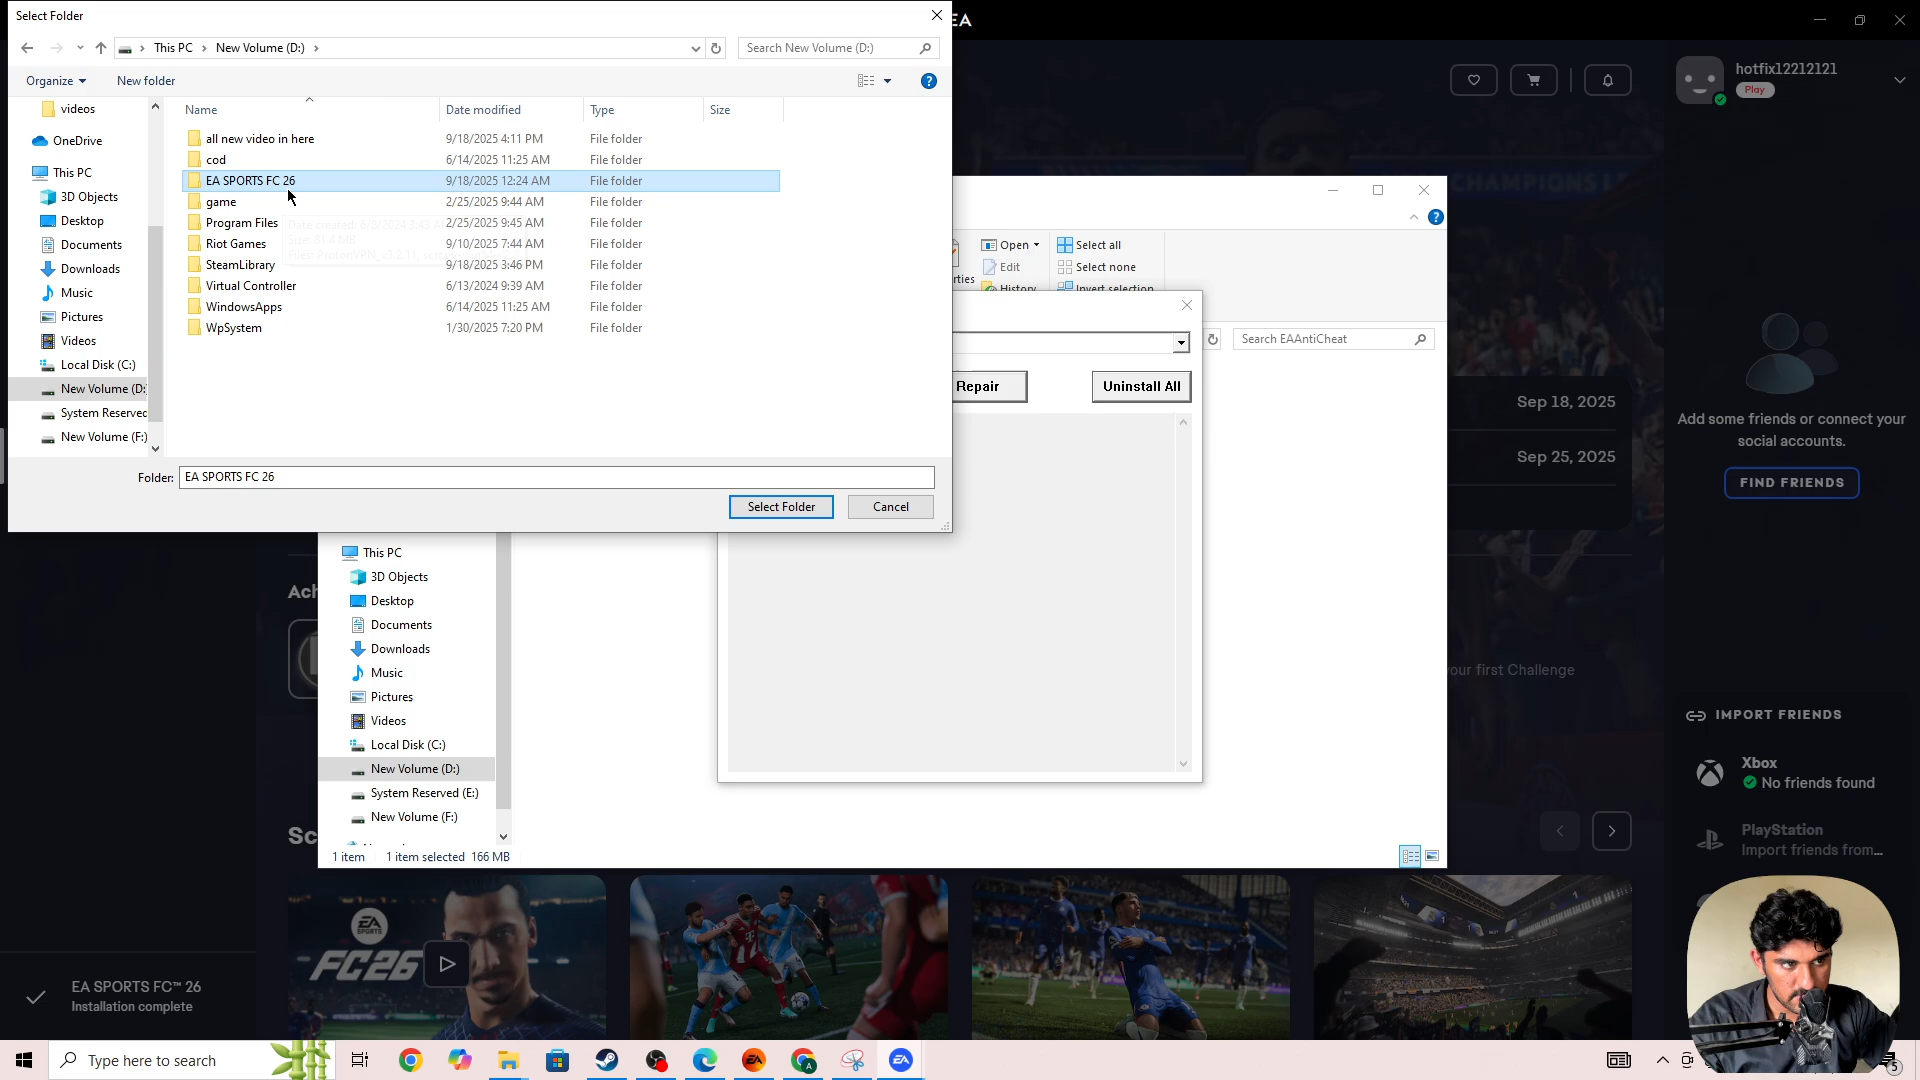 Select Folder
This PC
New Volume (D:)
Search New Volume (D:)
Organize
New folder
videos
OneDrive
This PC
3D Objects
Desktop
Documents
Downloads
Music
Pictures
Videos
Local Disk (C:)
New Volume (D:
System Reserved
New Volume (F:)
Name
Date modified
Type
Size
all new video in here 9/18/2025 4:11 PM File folder
cod 6/14/2025 11:25 AM File folder
EA SPORTS FC 26 9/18/2025 12:24 AM File folder
game 2/25/2025 9:44 AM File folder
Program Files 2/25/2025 9:45 AM File folder
Riot Games 9/10/2025 7:44 AM File folder
SteamLibrary 9/18/2025 3:46 PM File folder
Virtual Controller 6/13/2024 9:39 AM File folder
WindowsApps 6/14/2025 11:25 AM File folder
WpSystem 1/30/2025 7:20 PM File folder
Folder: EA SPORTS FC 26
Select Folder
Cancel
EA
hotfix12212121
Play
Open
Edit
History
Select all
Select none
Invert selection
rties
Search EAAntiCheat
Repair
Uninstall All
This PC
3D Objects
Desktop
Documents
Downloads
Music
Pictures
Videos
Local Disk (C:)
New Volume (D:)
System Reserved (E:)
New Volume (F:)
1 item
1 item selected 166 MB
CHAMPIONS
Sep 18, 2025
Sep 25, 2025
Add some friends or connect your
social accounts.
FIND FRIENDS
your first Challenge
IMPORT FRIENDS
Xbox
No friends found
PlayStation
Import friends from...
Ach
Sc
EA
SPORTS
FC26
EA SPORTS FC™ 26
Installation complete
Type here to search
5